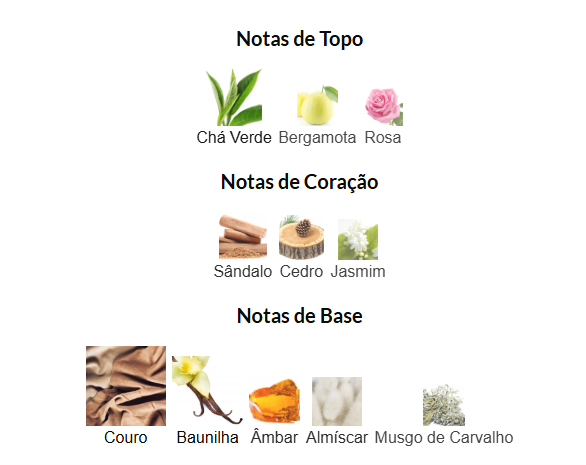 Notas de Topo
Chá Verde Bergamota Rosa
Notas de Coração
Sândalo Cedro Jasmim
Notas de Base
Couro Baunilha Âmbar Almíscar Musgo de Carvalho